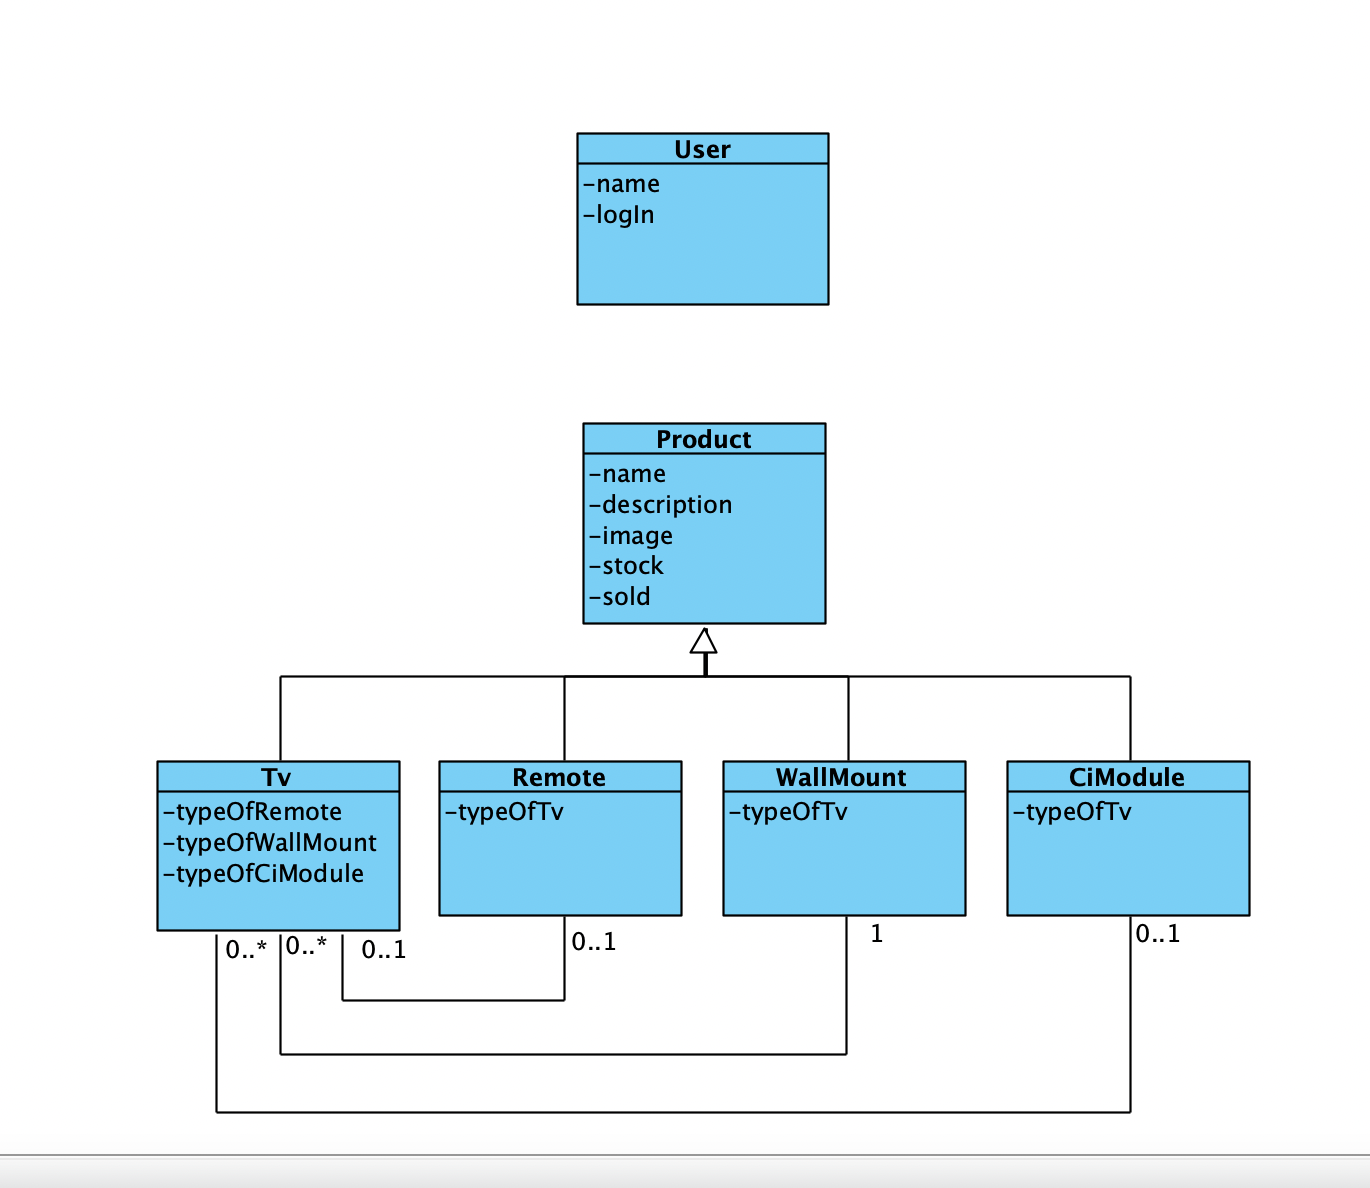 User
-name
-logIn
Product
-name
-description
-image
-stock
-sold
Tv
-typeOfRemote
-typeOfWallMount
-typeOfCiModule
Remote
-typeOfTv
WallMount
-typeOfTv
CiModule
-typeOfTv
0..*
0..*
0..1
0..1
1
0..1